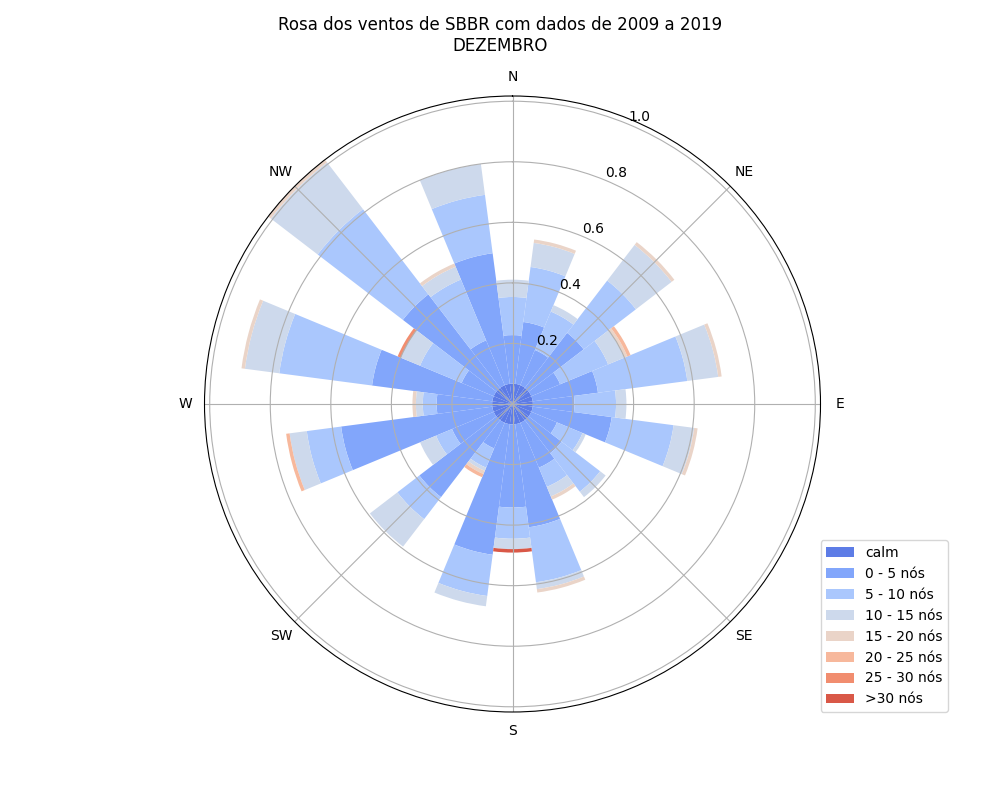 Rosa dos ventos de SBBR com dados de 2009 a 2019
DEZEMBRO
N
1.0
NW
NE
0.8
0.6
0.4
0.2
W
E
SW
SE
S
calm
0 - 5 nós
5 - 10 nós
10 - 15 nós
15 - 20 nós
20 - 25 nós
25 - 30 nós
>30 nós